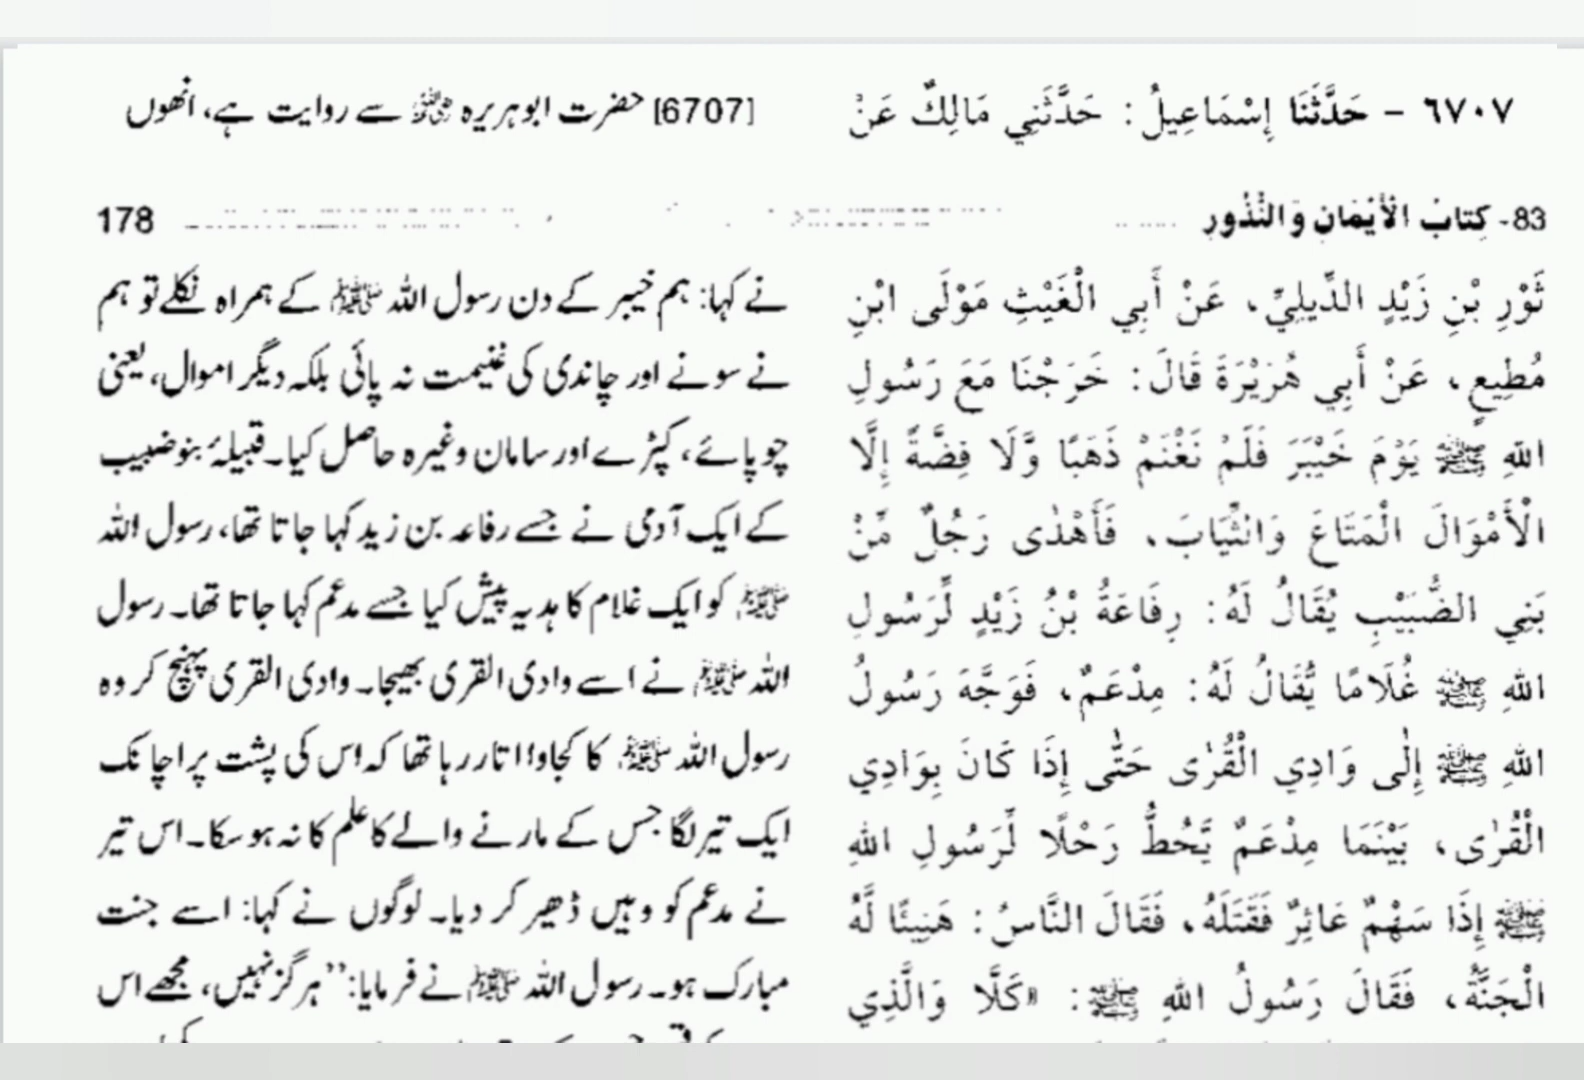 ٦٧٠٧ - حَدَّثَنَا إِسْمَاعِيلُ: حَدَّثَنِي مَالِكٌ عَنْ
[6707] حضرت ابوہریرہ رضی اللہ عنہ سے روایت ہے، انھوں
83- كِتَابُ الْأَيْمَانِ وَالنُّذُورِ
178
ثَوْرِ بْنِ زَيْدٍ الدِّيلِيِّ، عَنْ أَبِي الْغَيْثِ مَوْلَى ابْنِ
مُطِيعٍ، عَنْ أَبِي هُرَيْرَةَ قَالَ: خَرَجْنَا مَعَ رَسُولِ
اللهِ ﷺ يَوْمَ خَيْبَرَ فَلَمْ نَغْنَمْ ذَهَبًا وَّلَا فِضَّةً إِلَّا
الْأَمْوَالَ الْمَتَاعَ وَالثِّيَابَ، فَأَهْدٰى رَجُلٌ مِّنْ
بَنِي الضُّبَيْبِ يُقَالُ لَهُ: رِفَاعَةُ بْنُ زَيْدٍ لِّرَسُولِ
اللهِ ﷺ غُلَامًا يُّقَالُ لَهُ: مِدْعَمٌ، فَوَجَّهَ رَسُولُ
اللهِ ﷺ إِلٰى وَادِي الْقُرٰى حَتّٰى إِذَا كَانَ بِوَادِي
الْقُرٰى، بَيْنَمَا مِدْعَمٌ يَّحُطُّ رَحْلًا لِّرَسُولِ اللهِ
ﷺ إِذَا سَهْمٌ عَائِرٌ فَقَتَلَهُ، فَقَالَ النَّاسُ: هَنِيئًا لَّهُ
الْجَنَّةُ، فَقَالَ رَسُولُ اللهِ ﷺ: «كَلَّا وَالَّذِي
نے کہا: ہم خیبر کے دن رسول اللہ ﷺ کے ہمراہ نکلے تو ہم
نے سونے اور چاندی کی غنیمت نہ پائی بلکہ دیگر اموال، یعنی
چوپائے، کپڑے اور سامان وغیرہ حاصل کیا۔ قبیلۂ بنوضبیب
کے ایک آدمی نے جسے رفاعہ بن زید کہا جاتا تھا، رسول اللہ
ﷺ کو ایک غلام کا ہدیہ پیش کیا جسے مدعم کہا جاتا تھا۔ رسول
اللہ ﷺ نے اسے وادی القری بھیجا۔ وادی القری پہنچ کر وہ
رسول اللہ ﷺ کا کجاوا اتار رہا تھا کہ اس کی پشت پر اچانک
ایک تیر لگا جس کے مارنے والے کا علم کا نہ ہو سکا۔ اس تیر
نے مدعم کو وہیں ڈھیر کر دیا۔ لوگوں نے کہا: اسے جنت
مبارک ہو۔ رسول اللہ ﷺ نے فرمایا: ’’ہرگز نہیں، مجھے اس